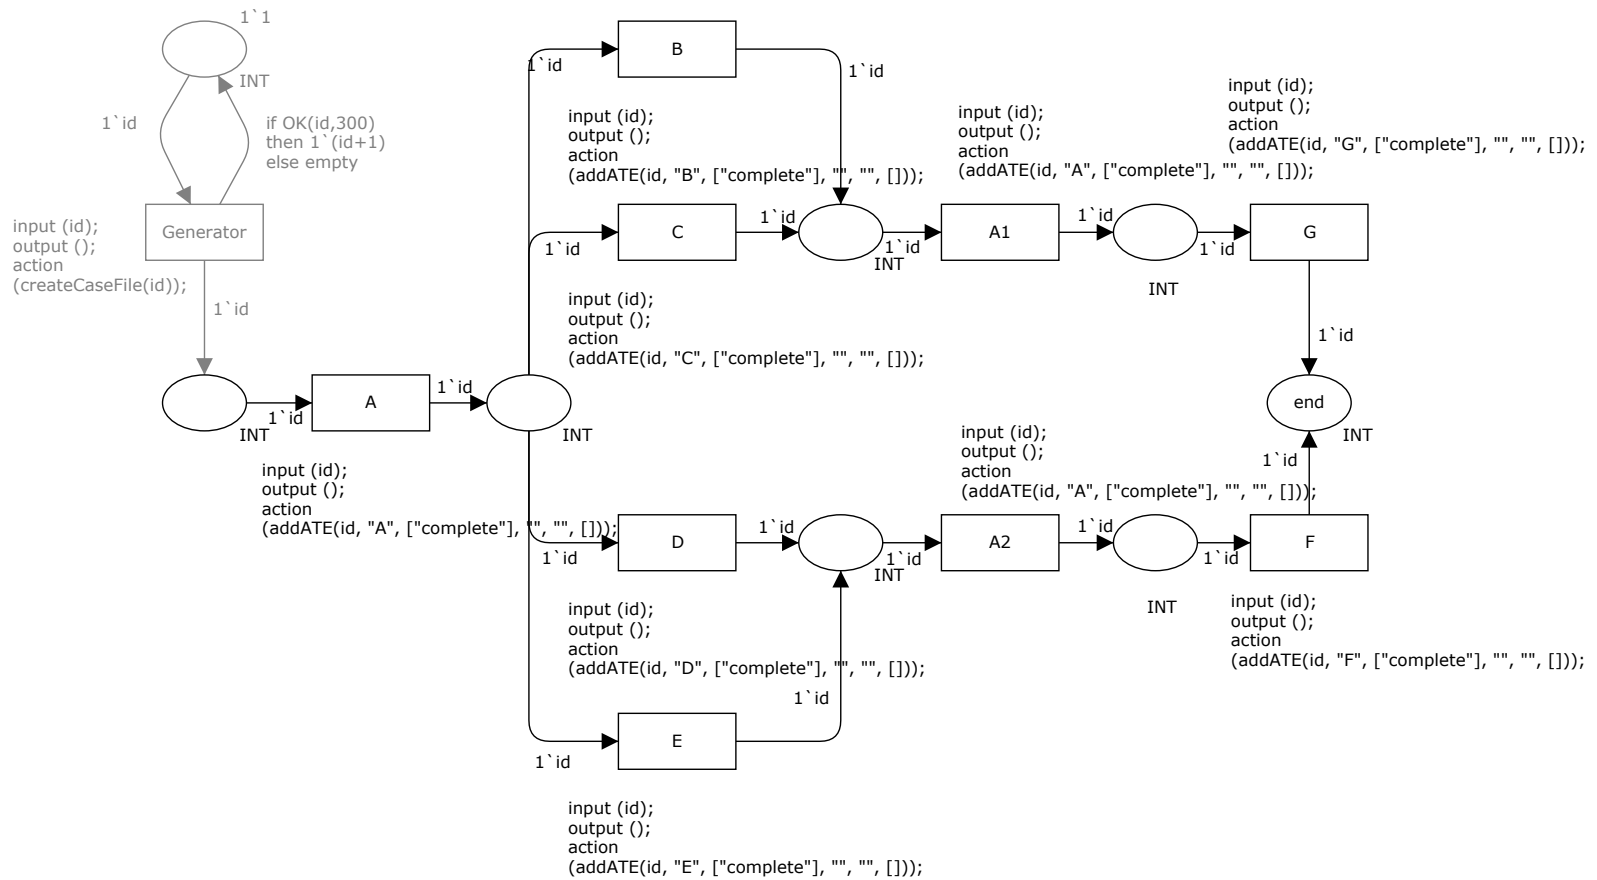 1`1
INT
1`id
if OK(id,300)
then 1`(id+1)
else empty
input (id);
output ();
action
(createCaseFile(id));
Generator
1`id
INT
1`id
A
1`id
INT
input (id);
output ();
action
(addATE(id, "A", ["complete"], "", "", []));
1`id
B
1`id
input (id);
output ();
action
(addATE(id, "B", ["complete"], "", "", []));
1`id
C
1`id
INT
input (id);
output ();
action
(addATE(id, "C", ["complete"], "", "", []));
1`id
input (id);
output ();
action
(addATE(id, "A", ["complete"], "", "", []));
A1
1`id
INT
1`id
input (id);
output ();
action
(addATE(id, "G", ["complete"], "", "", []));
G
1`id
end
INT
1`id
1`id
D
1`id
INT
input (id);
output ();
action
(addATE(id, "D", ["complete"], "", "", []));
1`id
1`id
E
input (id);
output ();
action
(addATE(id, "E", ["complete"], "", "", []));
1`id
input (id);
output ();
action
(addATE(id, "A", ["complete"], "", "", []));
A2
1`id
INT
1`id
F
input (id);
output ();
action
(addATE(id, "F", ["complete"], "", "", []));